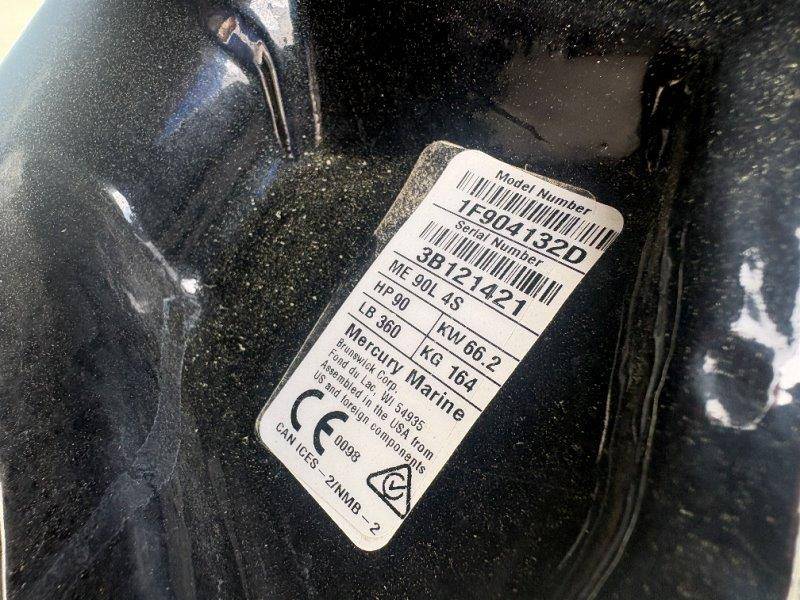 Model Number
1F904132D
Serial Number
3B121421
ME 90L 4S
HP 90 KW 66.2
LB 360 KG 164
Mercury Marine
Brunswick Corp.
Fond du Lac, WI 54935
Assembled in the USA from
US and foreign components
CE 0098
CAN ICES - 2/NMB - 2